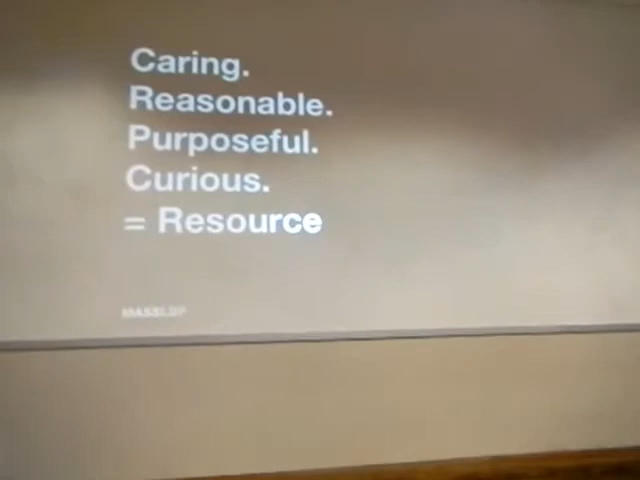 Caring.
Reasonable.
Purposeful.
Curious.
= Resource